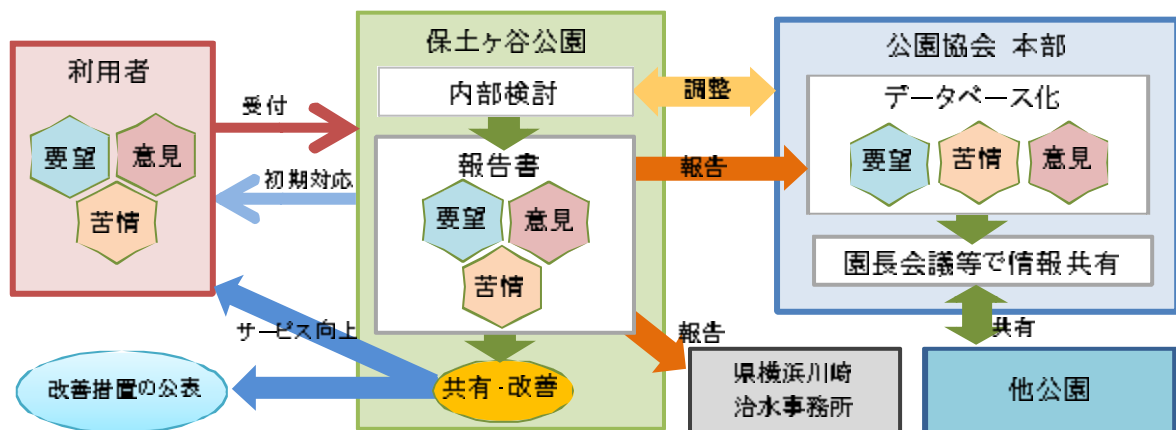 利用者
要望
意見
苦情
受付
初期対応
サービス向上
改善措置の公表
保土ヶ谷公園
内部検討
報告書
要望
意見
苦情
共有・改善
調整
報告
報告
県横浜川崎
治水事務所
公園協会 本部
データベース化
要望
苦情
意見
園長会議等で情報共有
共有
他公園